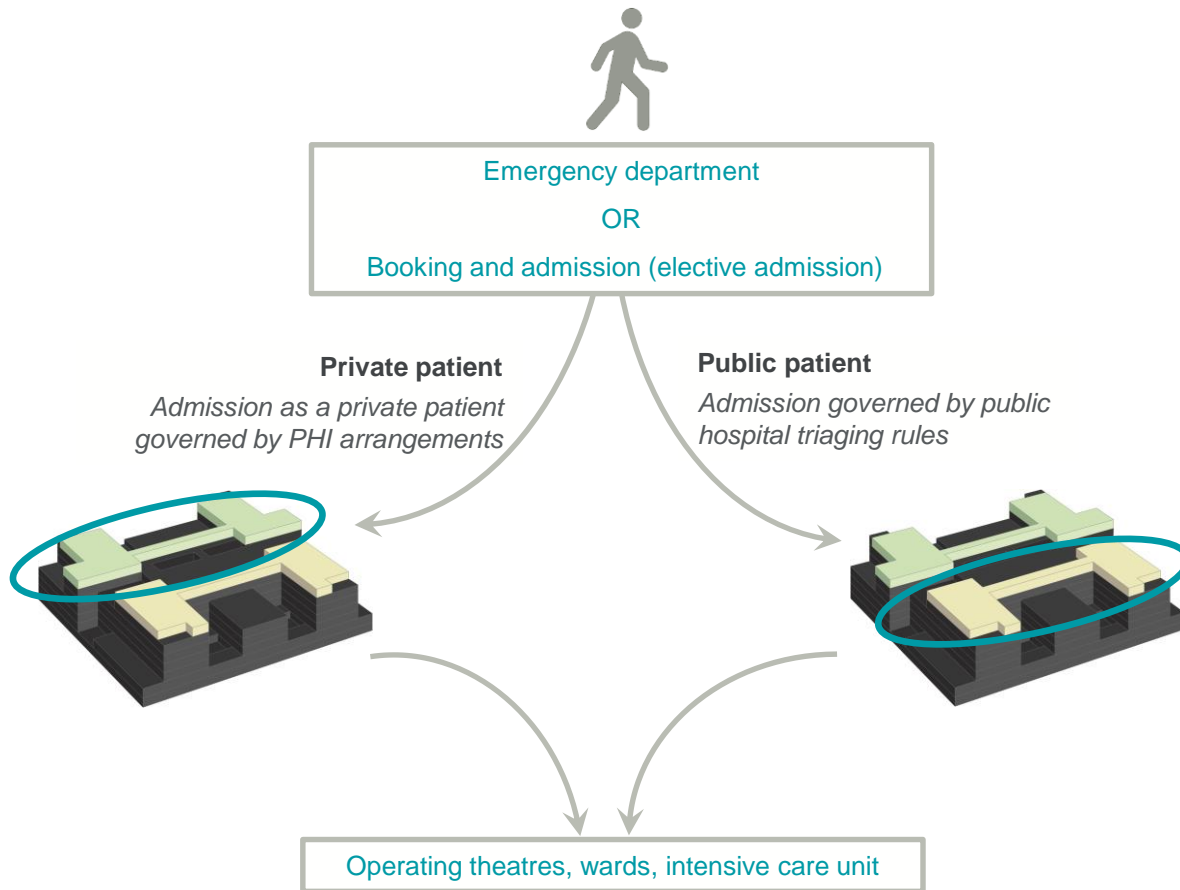 Emergency department
OR
Booking and admission (elective admission)
Private patient
Admission as a private patient
governed by PHI arrangements
Public patient
Admission governed by public
hospital triaging rules
Operating theatres, wards, intensive care unit